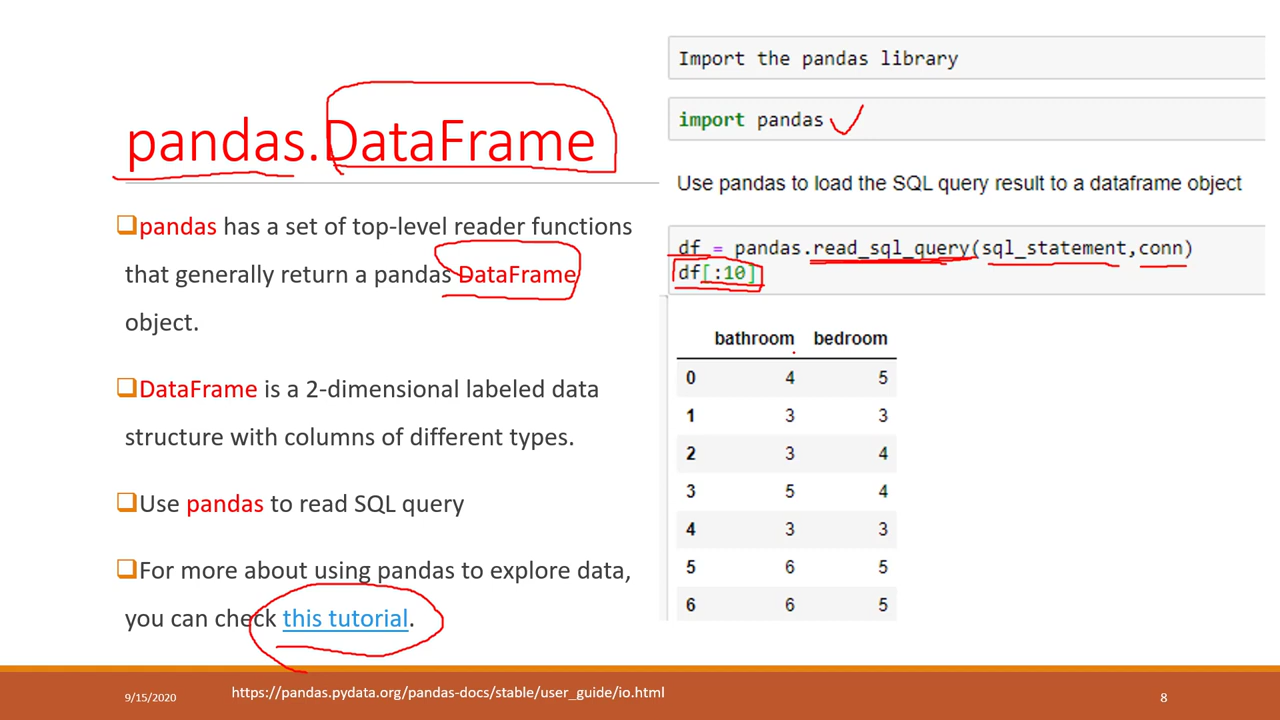 pandas.DataFrame
pandas has a set of top-level reader functions
that generally return a pandas DataFrame
object.
DataFrame is a 2-dimensional labeled data
structure with columns of different types.
Use pandas to read SQL query
For more about using pandas to explore data,
you can check this tutorial.
Import the pandas library
import pandas
Use pandas to load the SQL query result to a dataframe object
df = pandas.read_sql_query(sql_statement,conn)
df[:10]
bathroom bedroom
0 4 5
1 3 3
2 3 4
3 5 4
4 3 3
5 6 5
6 6 5
9/15/2020 https://pandas.pydata.org/pandas-docs/stable/user_guide/io.html 8